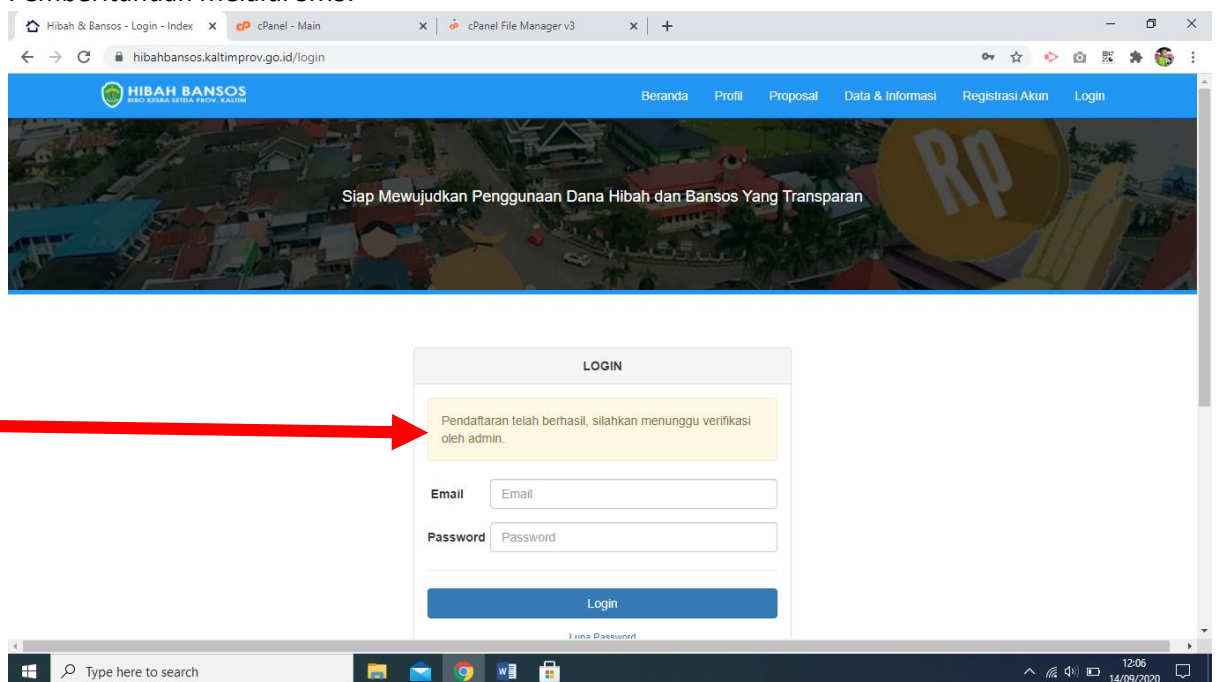 Pemberitahuan melalui sms.
Hibah & Bansos - Login - Index
cPanel - Main
cPanel File Manager v3
hibahbansos.kaltimprov.go.id/login
HIBAH BANSOS
BIRO KESRA SETDA PROV. KALTIM
Beranda Profil Proposal Data & Informasi Registrasi Akun Login
Siap Mewujudkan Penggunaan Dana Hibah dan Bansos Yang Transparan
Rp
LOGIN
Pendaftaran telah berhasil, silahkan menunggu verifikasi
oleh admin.
Email Email
Password Password
Login
Lupa Password
Type here to search
12:06
14/09/2020